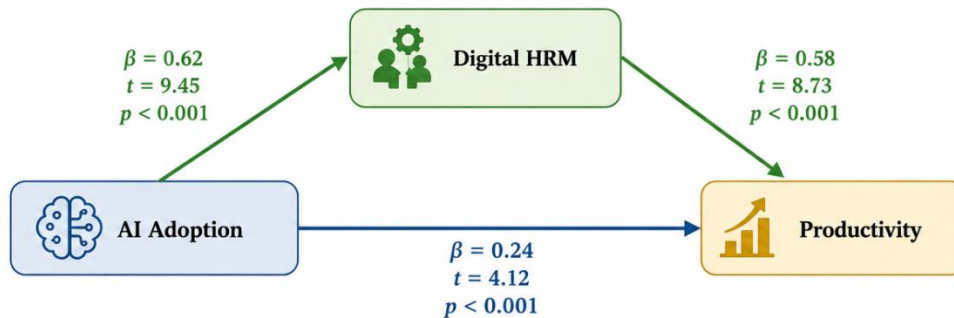 Digital HRM
β = 0.62
t = 9.45
p < 0.001
β = 0.58
t = 8.73
p < 0.001
AI Adoption
Productivity
β = 0.24
t = 4.12
p < 0.001